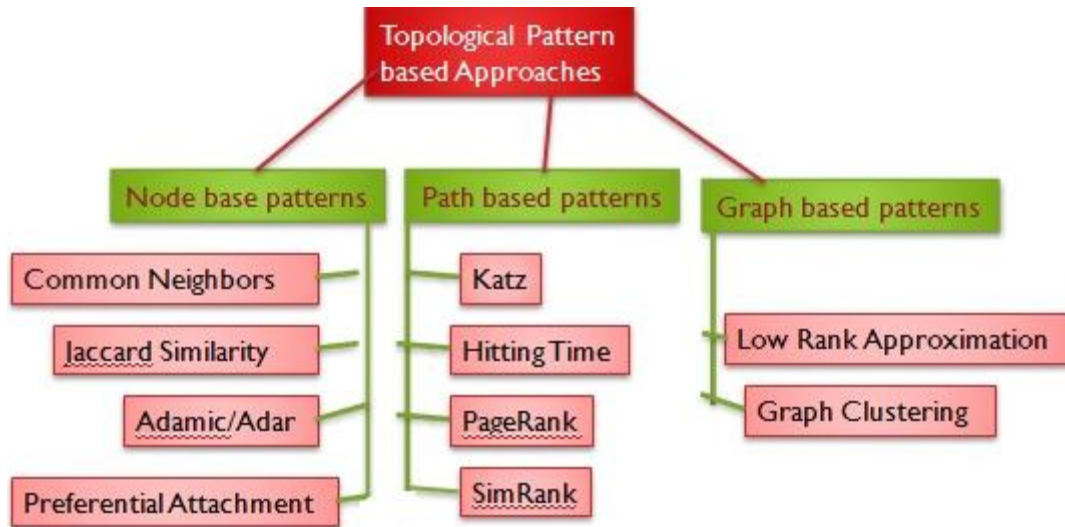 Topological Pattern
based Approaches
Node base patterns
Common Neighbors
Jaccard Similarity
Adamic/Adar
Preferential Attachment
Path based patterns
Katz
Hitting Time
PageRank
SimRank
Graph based patterns
Low Rank Approximation
Graph Clustering